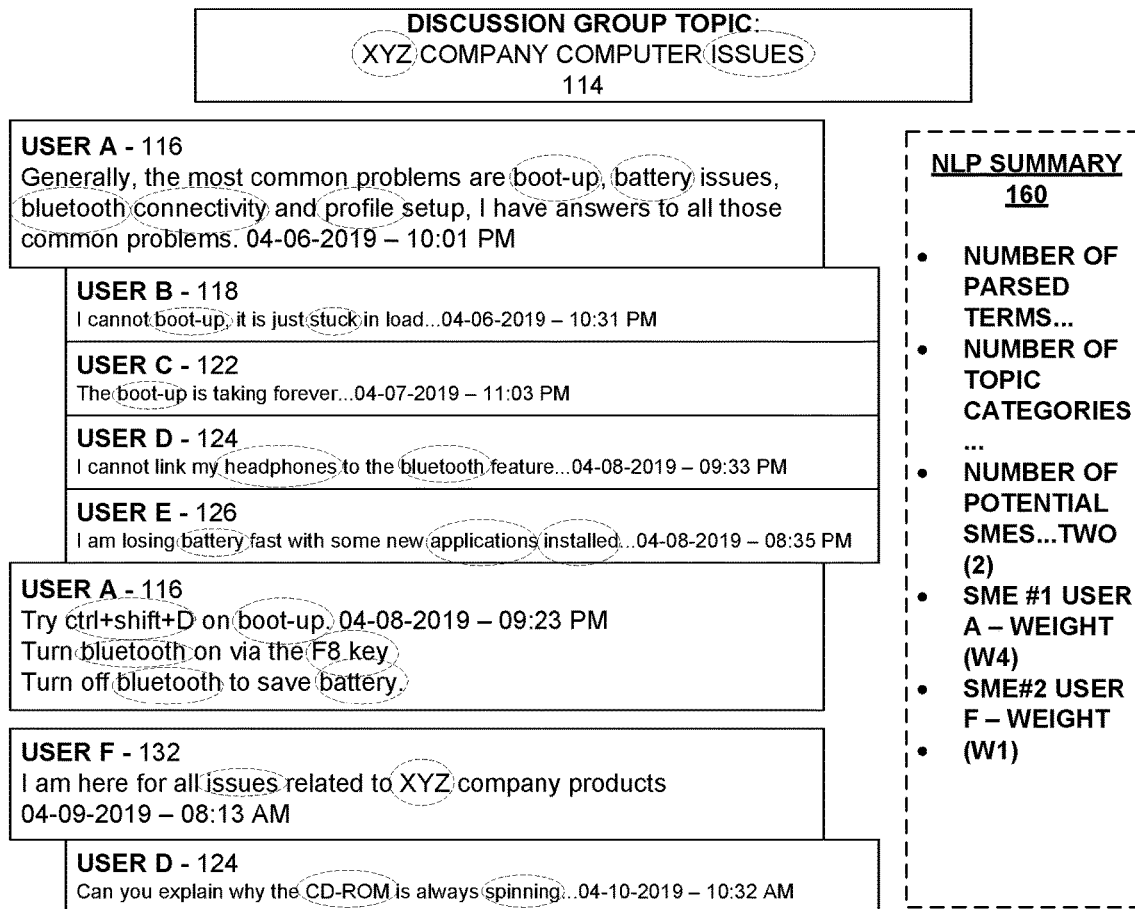 DISCUSSION GROUP TOPIC:
XYZ COMPANY COMPUTER ISSUES
114
USER A - 116
Generally, the most common problems are boot-up, battery issues,
bluetooth connectivity and profile setup, I have answers to all those
common problems. 04-06-2019 – 10:01 PM
USER B - 118
I cannot boot-up, it is just stuck in load...04-06-2019 – 10:31 PM
USER C - 122
The boot-up is taking forever...04-07-2019 – 11:03 PM
USER D - 124
I cannot link my headphones to the bluetooth feature...04-08-2019 – 09:33 PM
USER E - 126
I am losing battery fast with some new applications installed...04-08-2019 – 08:35 PM
USER A - 116
Try ctrl+shift+D on boot-up. 04-08-2019 – 09:23 PM
Turn bluetooth on via the F8 key
Turn off bluetooth to save battery.
USER F - 132
I am here for all issues related to XYZ company products
04-09-2019 – 08:13 AM
USER D - 124
Can you explain why the CD-ROM is always spinning...04-10-2019 – 10:32 AM
NLP SUMMARY
160
• NUMBER OF
PARSED
TERMS...
• NUMBER OF
TOPIC
CATEGORIES
...
• NUMBER OF
POTENTIAL
SMES...TWO
(2)
• SME #1 USER
A – WEIGHT
(W4)
• SME#2 USER
F – WEIGHT
• (W1)